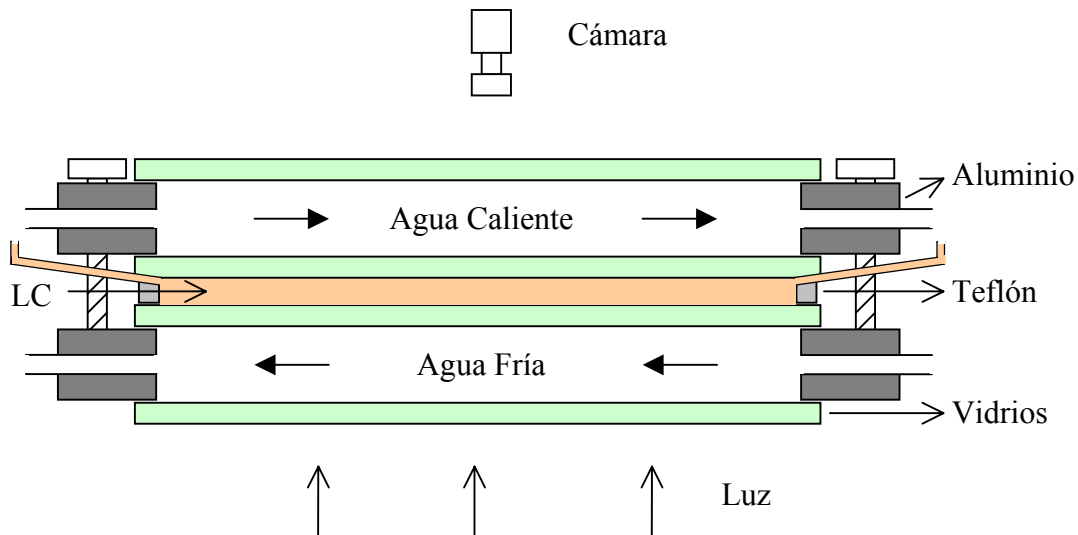 Cámara
Aluminio
Agua Caliente
LC
Teflón
Agua Fría
Vidrios
Luz